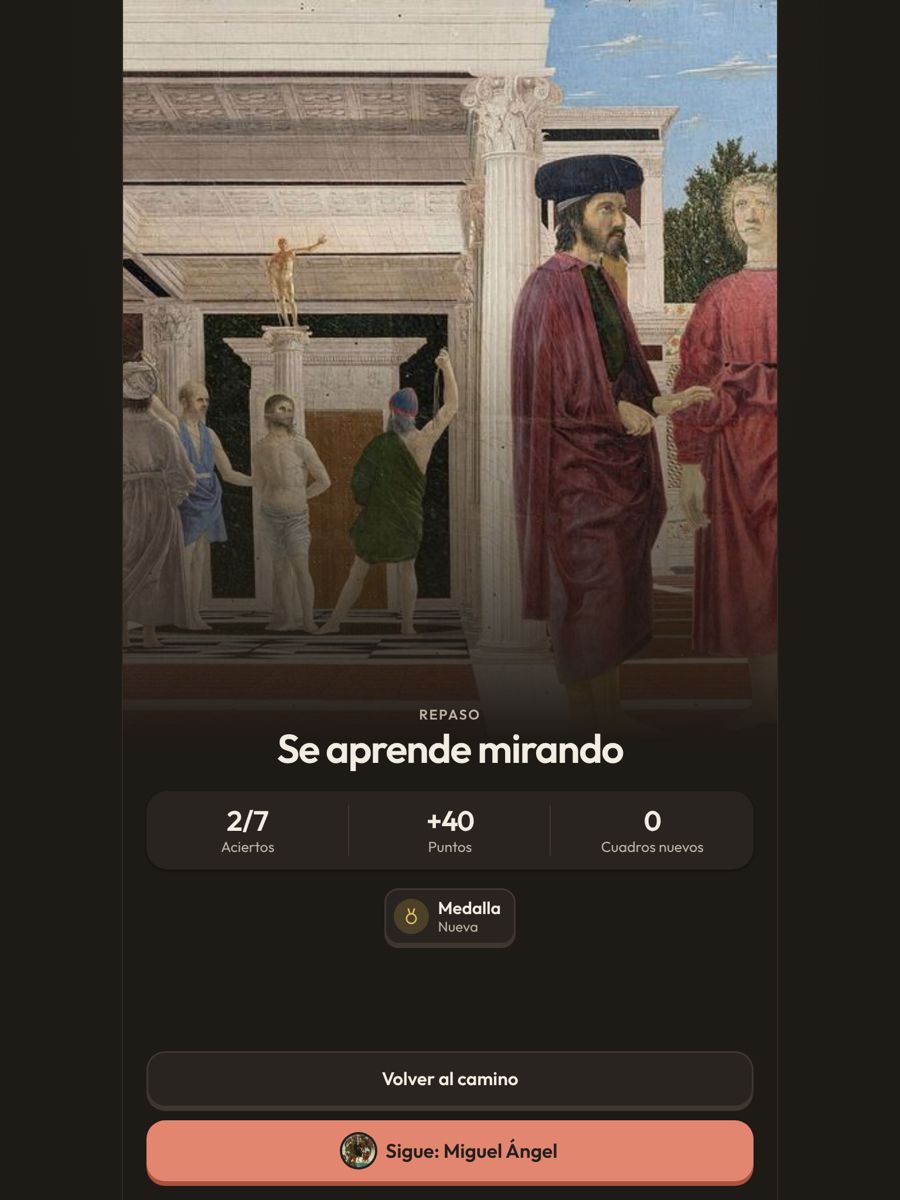 REPASO
Se aprende mirando
2/7
Aciertos
+40
Puntos
0
Cuadros nuevos
Medalla
Nueva
Volver al camino
Sigue: Miguel Ángel